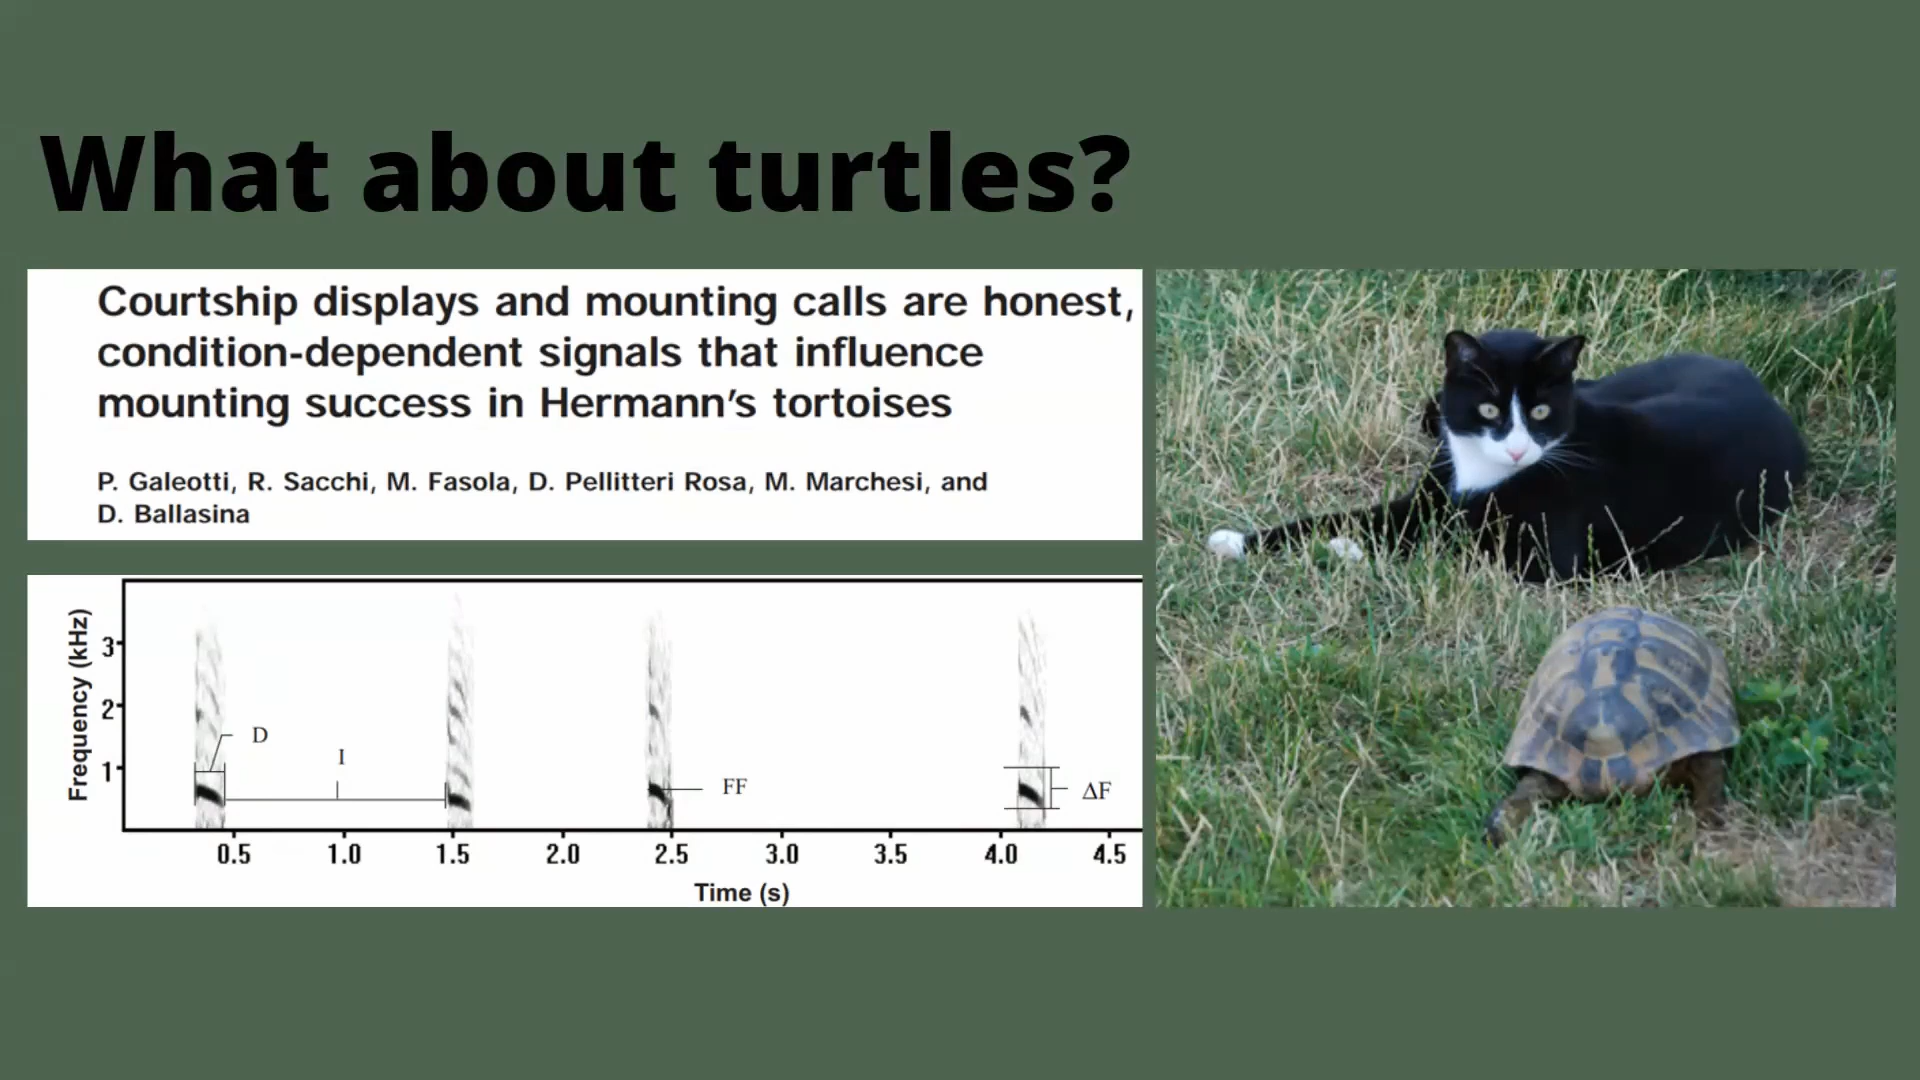 What about turtles?
Courtship displays and mounting calls are honest,
condition-dependent signals that influence
mounting success in Hermann's tortoises
P. Galeotti, R. Sacchi, M. Fasola, D. Pellitteri Rosa, M. Marchesi, and
D. Ballasina
Frequency (kHz)
3
2
1
D
I
FF
ΔF
0.5 1.0 1.5 2.0 2.5 3.0 3.5 4.0 4.5
Time (s)